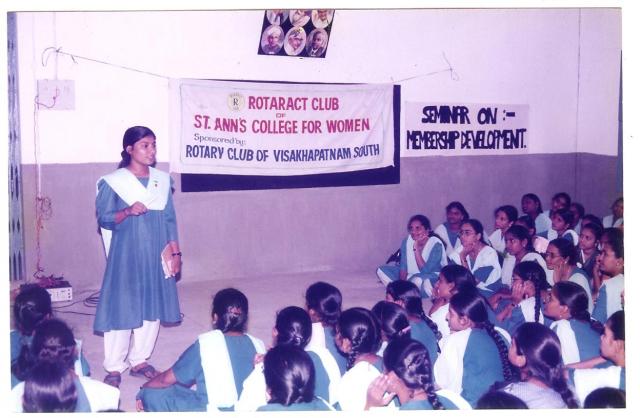 R
ROTARACT CLUB
OF
ST. ANN'S COLLEGE FOR WOMEN
Sponsored by:
ROTARY CLUB OF VISAKHAPATNAM SOUTH
SEMINAR ON :-
MEMBERSHIP DEVELOPMENT.